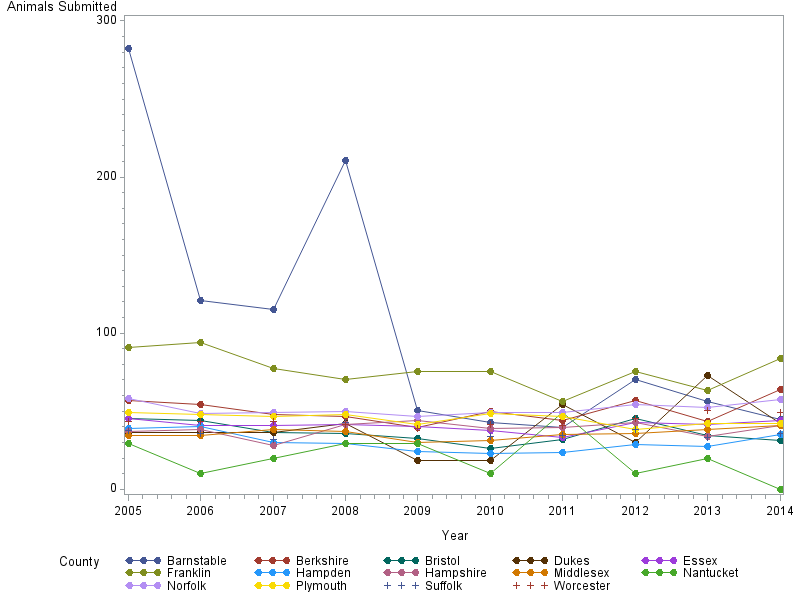 Animals Submitted
300
200
100
0
2005 2006 2007 2008 2009 2010 2011 2012 2013 2014
Year
County Barnstable Berkshire Bristol Dukes Essex
Franklin Hampden Hampshire Middlesex Nantucket
Norfolk Plymouth Suffolk Worcester